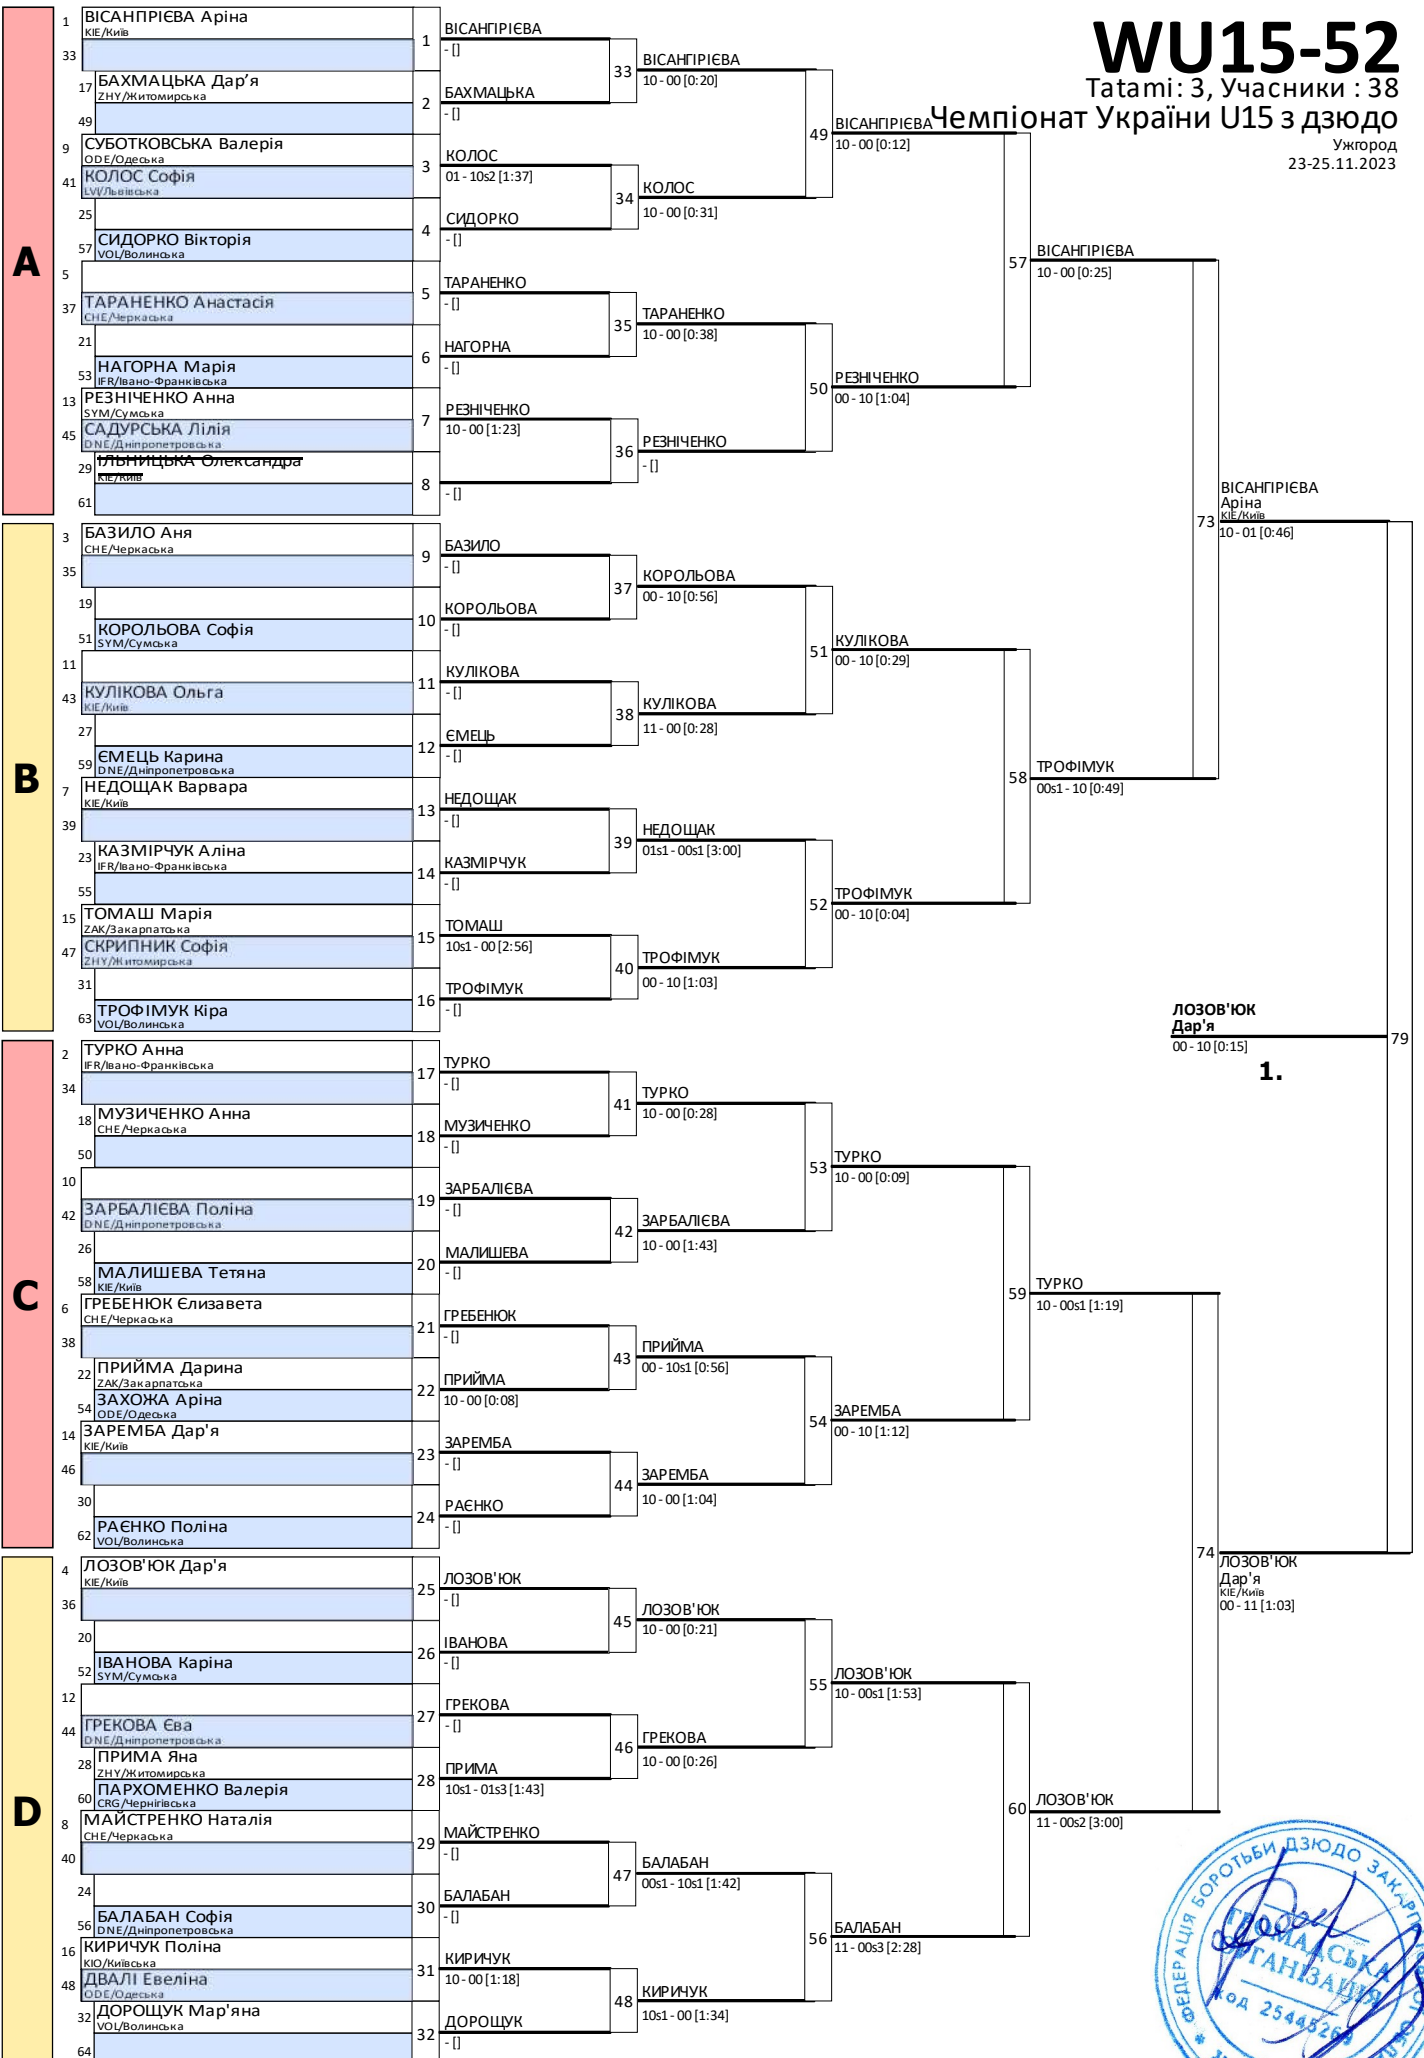 WU15-52
Tatami: 3, Учасники : 38
Чемпіонат України U15 з дзюдо
Ужгород
23-25.11.2023
A
1 ВІСАНГІРІЄВА Аріна
KIE/Київ
33
17 БАХМАЦЬКА Дар’я
ZHY/Житомирська
49
9 СУБОТКОВСЬКА Валерія
ODE/Одеська
41 КОЛОС Софія
LVI/Львівська
25
57 СИДОРКО Вікторія
VOL/Волинська
5
37 ТАРАНЕНКО Анастасія
CHE/Черкаська
21
53 НАГОРНА Марія
IFR/Івано-Франківська
13 РЕЗНІЧЕНКО Анна
SYM/Сумська
45 САДУРСЬКА Лілія
DNE/Дніпропетровська
29 ІЛЬНИЦЬКА Олександра
KIE/Київ
61
B
3 БАЗИЛО Аня
CHE/Черкаська
35
19
51 КОРОЛЬОВА Софія
SYM/Сумська
11
43 КУЛІКОВА Ольга
KIE/Київ
27
59 ЄМЕЦЬ Карина
DNE/Дніпропетровська
7 НЕДОЩАК Варвара
KIE/Київ
39
23 КАЗМІРЧУК Аліна
IFR/Івано-Франківська
55
15 ТОМАШ Марія
ZAK/Закарпатська
47 СКРИПНИК Софія
ZHY/Житомирська
31
63 ТРОФІМУК Кіра
VOL/Волинська
C
2 ТУРКО Анна
IFR/Івано-Франківська
34
18 МУЗИЧЕНКО Анна
CHE/Черкаська
50
10
42 ЗАРБАЛІЄВА Поліна
DNE/Дніпропетровська
26
58 МАЛИШЕВА Тетяна
KIE/Київ
6 ГРЕБЕНЮК Єлизавета
CHE/Черкаська
38
22 ПРИЙМА Дарина
ZAK/Закарпатська
54 ЗАХОЖА Аріна
ODE/Одеська
14 ЗАРЕМБА Дар'я
KIE/Київ
46
30
62 РАЄНКО Поліна
VOL/Волинська
D
4 ЛОЗОВ'ЮК Дар'я
KIE/Київ
36
20
52 ІВАНОВА Каріна
SYM/Сумська
12
44 ГРЕКОВА Єва
DNE/Дніпропетровська
28 ПРИМА Яна
ZHY/Житомирська
60 ПАРХОМЕНКО Валерія
CRG/Чернігівська
8 МАЙСТРЕНКО Наталія
CHE/Черкаська
40
24
56 БАЛАБАН Софія
DNE/Дніпропетровська
16 КИРИЧУК Поліна
KIO/Київська
48 ДВАЛІ Евеліна
ODE/Одеська
32 ДОРОЩУК Мар'яна
VOL/Волинська
64
1 ВІСАНГІРІЄВА
- []
2 БАХМАЦЬКА
- []
3 КОЛОС
01 - 10s2 [1:37]
4 СИДОРКО
- []
5 ТАРАНЕНКО
- []
6 НАГОРНА
- []
7 РЕЗНІЧЕНКО
10 - 00 [1:23]
8
- []
9 БАЗИЛО
- []
10 КОРОЛЬОВА
- []
11 КУЛІКОВА
- []
12 ЄМЕЦЬ
- []
13 НЕДОЩАК
- []
14 КАЗМІРЧУК
- []
15 ТОМАШ
10s1 - 00 [2:56]
16 ТРОФІМУК
- []
17 ТУРКО
- []
18 МУЗИЧЕНКО
- []
19 ЗАРБАЛІЄВА
- []
20 МАЛИШЕВА
- []
21 ГРЕБЕНЮК
- []
22 ПРИЙМА
10 - 00 [0:08]
23 ЗАРЕМБА
- []
24 РАЄНКО
- []
25 ЛОЗОВ'ЮК
- []
26 ІВАНОВА
- []
27 ГРЕКОВА
- []
28 ПРИМА
10s1 - 01s3 [1:43]
29 МАЙСТРЕНКО
- []
30 БАЛАБАН
- []
31 КИРИЧУК
10 - 00 [1:18]
32 ДОРОЩУК
- []
33 ВІСАНГІРІЄВА
10 - 00 [0:20]
34 КОЛОС
10 - 00 [0:31]
35 ТАРАНЕНКО
10 - 00 [0:38]
36 РЕЗНІЧЕНКО
- []
37 КОРОЛЬОВА
00 - 10 [0:56]
38 КУЛІКОВА
11 - 00 [0:28]
39 НЕДОЩАК
01s1 - 00s1 [3:00]
40 ТРОФІМУК
00 - 10 [1:03]
41 ТУРКО
10 - 00 [0:28]
42 ЗАРБАЛІЄВА
10 - 00 [1:43]
43 ПРИЙМА
00 - 10s1 [0:56]
44 ЗАРЕМБА
10 - 00 [1:04]
45 ЛОЗОВ'ЮК
10 - 00 [0:21]
46 ГРЕКОВА
10 - 00 [0:26]
47 БАЛАБАН
00s1 - 10s1 [1:42]
48 КИРИЧУК
10s1 - 00 [1:34]
49 ВІСАНГІРІЄВА
10 - 00 [0:12]
50 РЕЗНІЧЕНКО
00 - 10 [1:04]
51 КУЛІКОВА
00 - 10 [0:29]
52 ТРОФІМУК
00 - 10 [0:04]
53 ТУРКО
10 - 00 [0:09]
54 ЗАРЕМБА
00 - 10 [1:12]
55 ЛОЗОВ'ЮК
10 - 00s1 [1:53]
56 БАЛАБАН
11 - 00s3 [2:28]
57 ВІСАНГІРІЄВА
10 - 00 [0:25]
58 ТРОФІМУК
00s1 - 10 [0:49]
59 ТУРКО
10 - 00s1 [1:19]
60 ЛОЗОВ'ЮК
11 - 00s2 [3:00]
73 ВІСАНГІРІЄВА
Аріна
KIE/Київ
10 - 01 [0:46]
74 ЛОЗОВ'ЮК
Дар'я
KIE/Київ
00 - 11 [1:03]
ЛОЗОВ'ЮК
Дар'я
79
00 - 10 [0:15]
1.
ФЕДЕРАЦІЯ БОРОТЬБИ ДЗЮДО
ГРОМАДСЬКА
ОРГАНІЗАЦІЯ
код 25445269